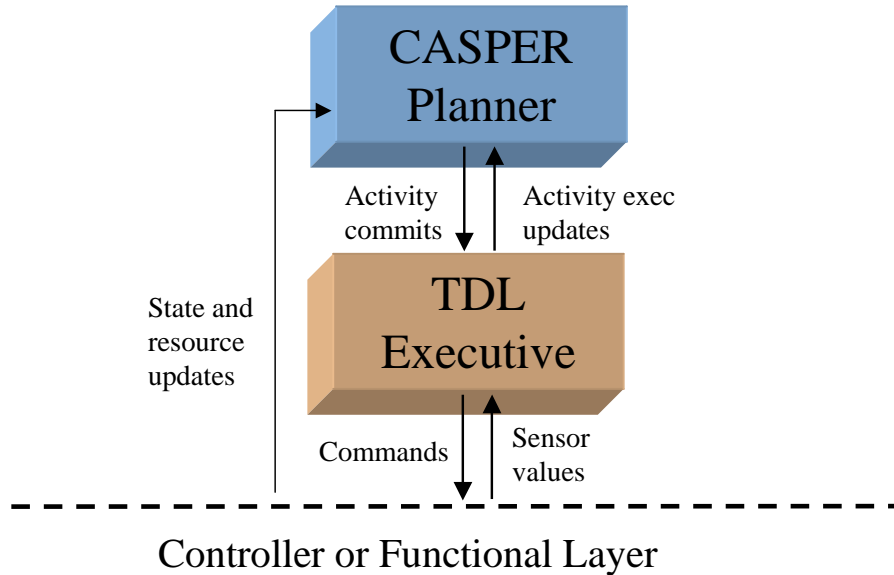 CASPER
Planner
Activity
commits
Activity exec
updates
TDL
Executive
State and
resource
updates
Commands
Sensor
values
Controller or Functional Layer